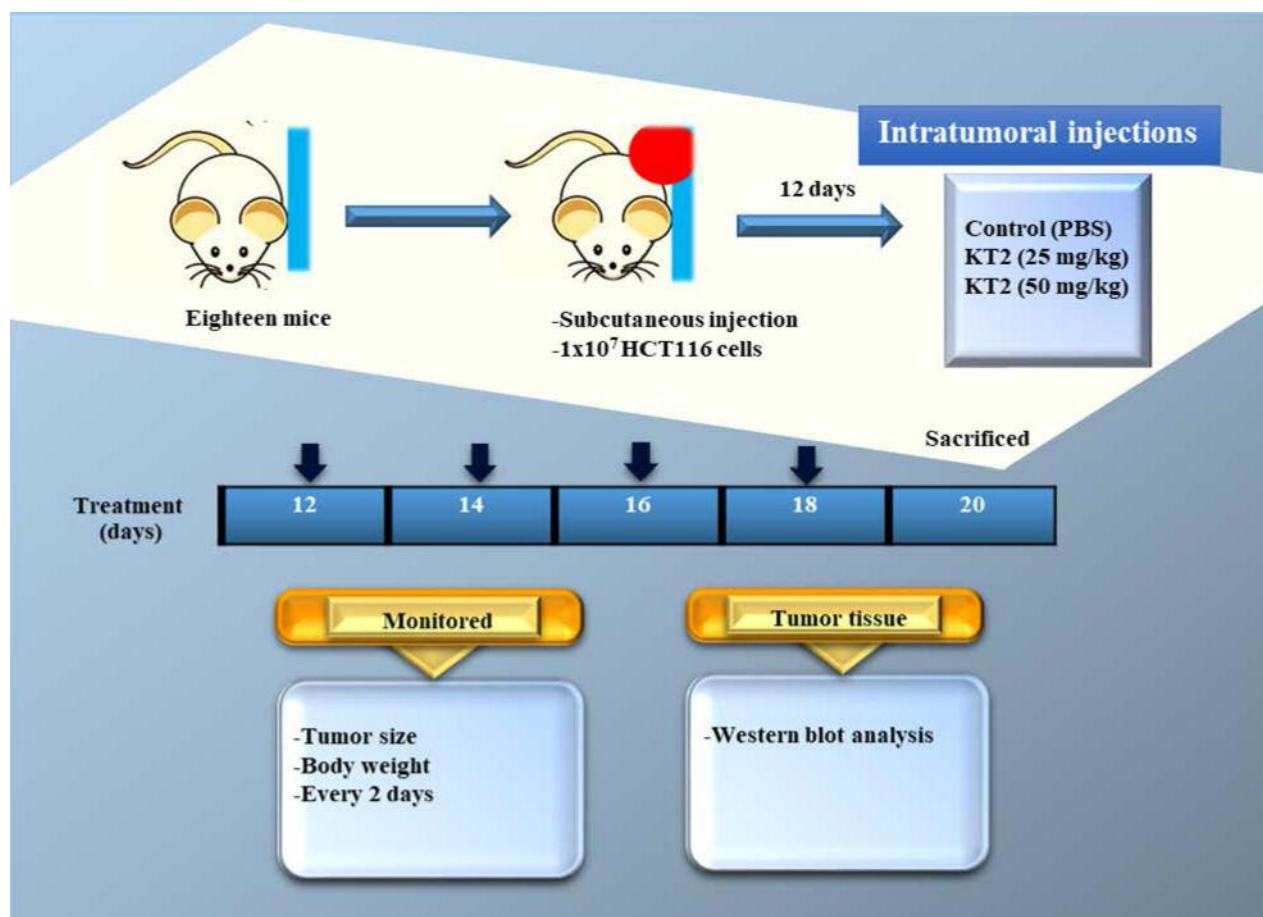 Intratumoral injections
12 days
Control (PBS)
KT2 (25 mg/kg)
KT2 (50 mg/kg)
Eighteen mice
-Subcutaneous injection
-1x10⁷ HCT116 cells
Sacrificed
Treatment
(days)
12 14 16 18 20
Monitored
-Tumor size
-Body weight
-Every 2 days
Tumor tissue
-Western blot analysis